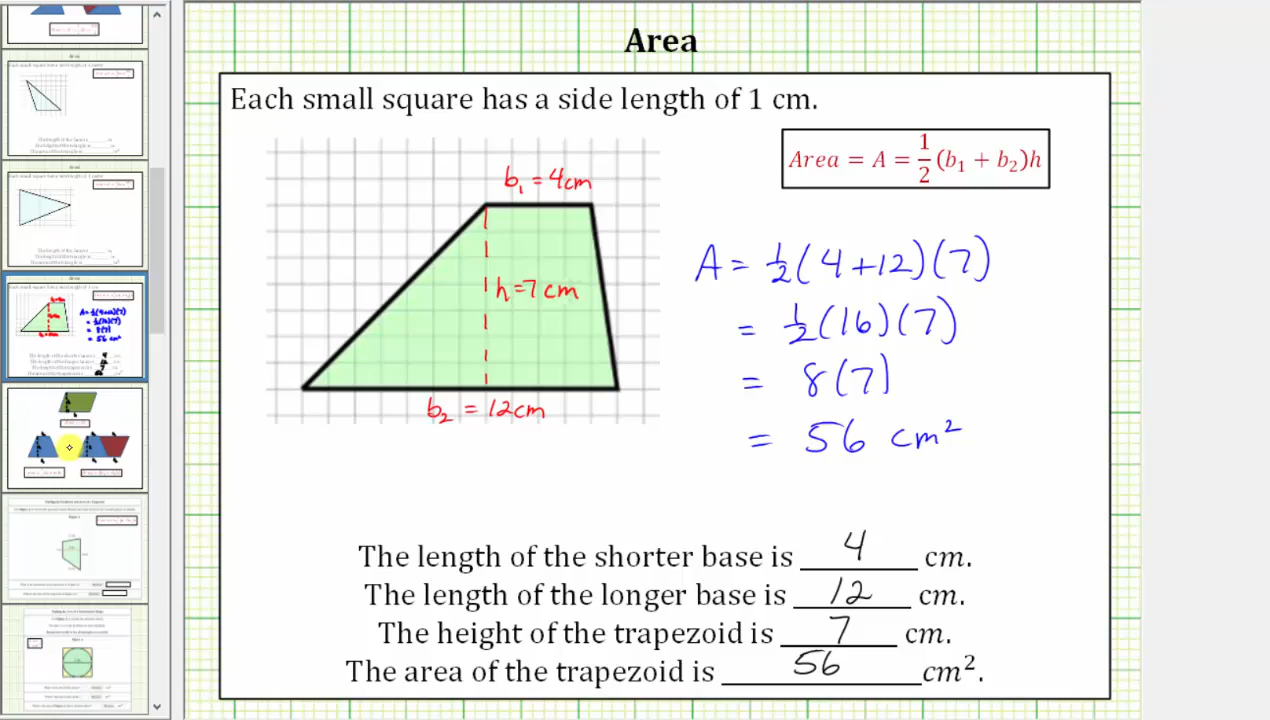 Area
Each small square has a side length of 1 cm.
Area = A = 1/2 (b₁ + b₂)h
b₁ = 4cm
h = 7 cm
b₂ = 12cm
A = ½(4+12)(7)
= ½(16)(7)
= 8(7)
= 56 cm²
The length of the shorter base is 4 cm.
The length of the longer base is 12 cm.
The height of the trapezoid is 7 cm.
The area of the trapezoid is 56 cm².